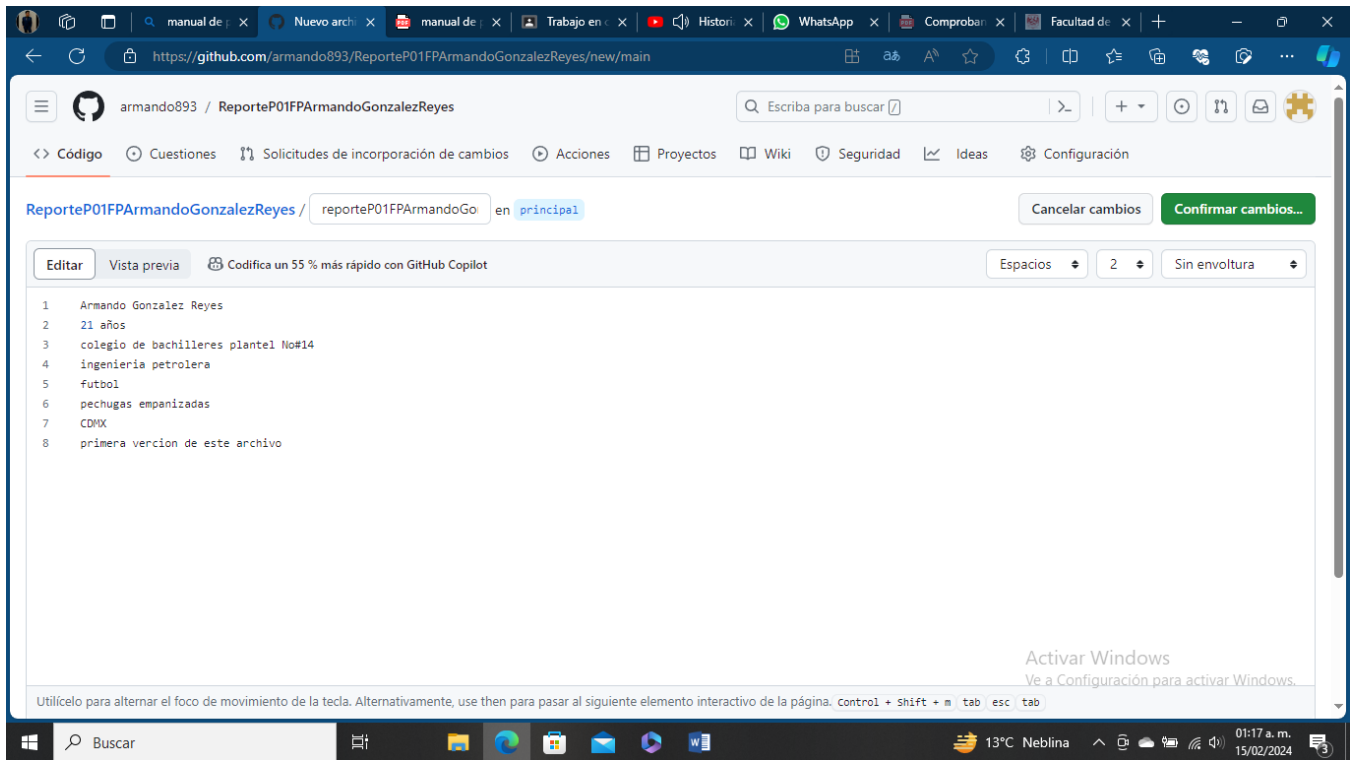 manual de p
Nuevo archi
manual de p
Trabajo en c
Histori
WhatsApp
Comproban
Facultad de
https://github.com/armando893/ReporteP01FPArmandoGonzalezReyes/new/main
armando893 / ReporteP01FPArmandoGonzalezReyes
Escriba para buscar /
Código
Cuestiones
Solicitudes de incorporación de cambios
Acciones
Proyectos
Wiki
Seguridad
Ideas
Configuración
ReporteP01FPArmandoGonzalezReyes / reporteP01FPArmandoGo en principal
Cancelar cambios
Confirmar cambios...
Editar
Vista previa
Codifica un 55 % más rápido con GitHub Copilot
Espacios
2
Sin envoltura
1 Armando Gonzalez Reyes
2 21 años
3 colegio de bachilleres plantel No#14
4 ingenieria petrolera
5 futbol
6 pechugas empanizadas
7 CDMX
8 primera vercion de este archivo
Activar Windows
Ve a Configuración para activar Windows.
Utilícelo para alternar el foco de movimiento de la tecla. Alternativamente, use then para pasar al siguiente elemento interactivo de la página. Control + Shift + m tab esc tab
Buscar
13°C Neblina
01:17 a. m.
15/02/2024
3